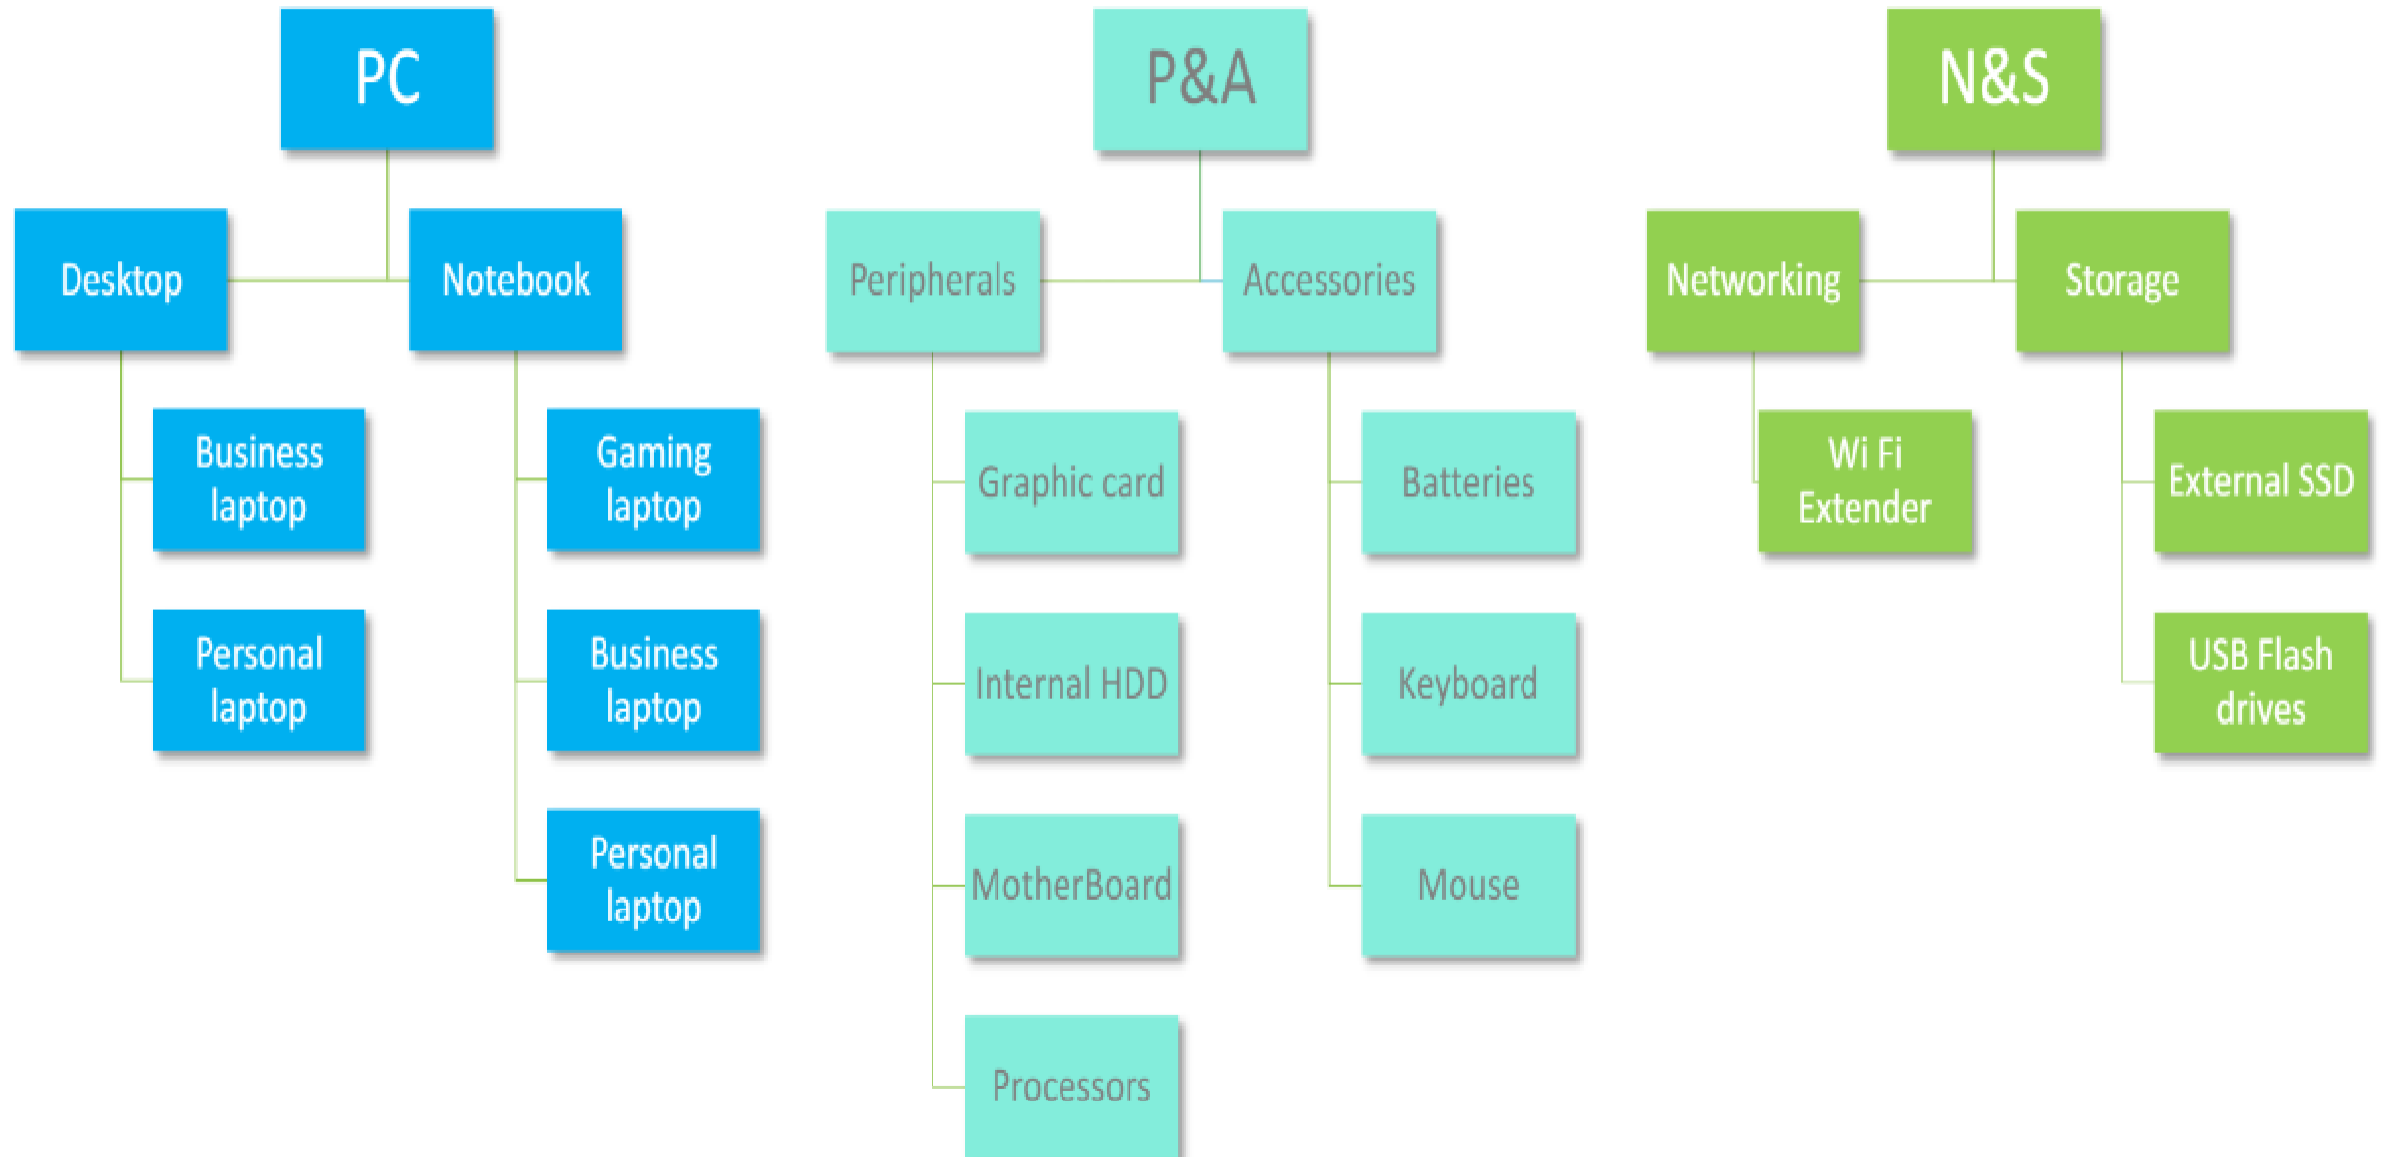 PC
Desktop
Notebook
Business
laptop
Personal
laptop
Gaming
laptop
Business
laptop
Personal
laptop
P&A
Peripherals
Accessories
Graphic card
Internal HDD
MotherBoard
Processors
Batteries
Keyboard
Mouse
N&S
Networking
Storage
Wi Fi
Extender
External SSD
USB Flash
drives